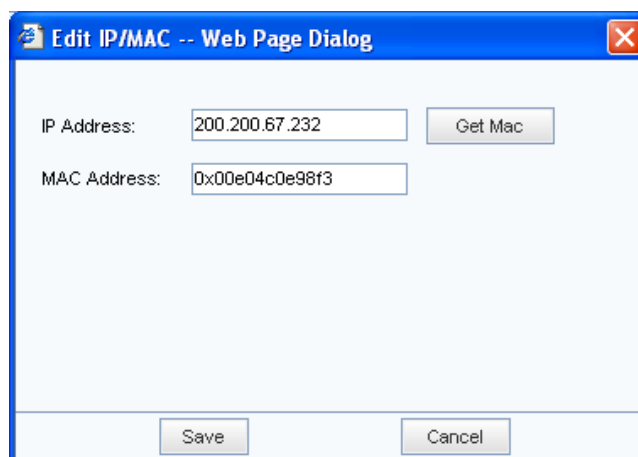 Edit IP/MAC -- Web Page Dialog
IP Address: 200.200.67.232 Get Mac
MAC Address: 0x00e04c0e98f3
Save Cancel